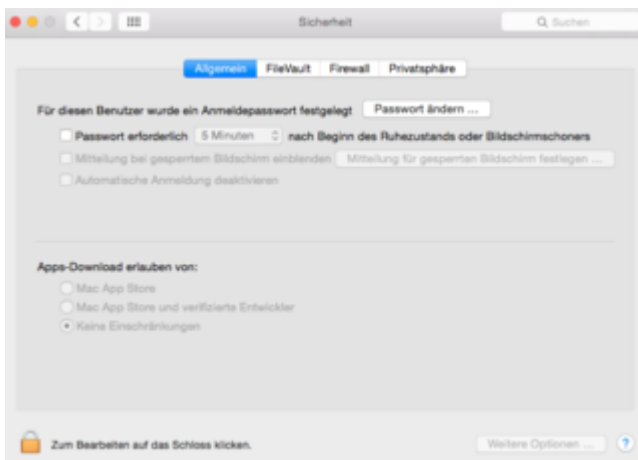 Sicherheit
Suchen
Allgemein FileVault Firewall Privatsphäre
Für diesen Benutzer wurde ein Anmeldepasswort festgelegt Passwort ändern ...
Passwort erforderlich 5 Minuten nach Beginn des Ruhezustands oder Bildschirmschoners
Mitteilung bei gesperrtem Bildschirm einblenden Mitteilung für gesperrten Bildschirm festlegen ...
Automatische Anmeldung deaktivieren
Apps-Download erlauben von:
Mac App Store
Mac App Store und verifizierte Entwickler
Keine Einschränkungen
Zum Bearbeiten auf das Schloss klicken.
Weitere Optionen ... ?